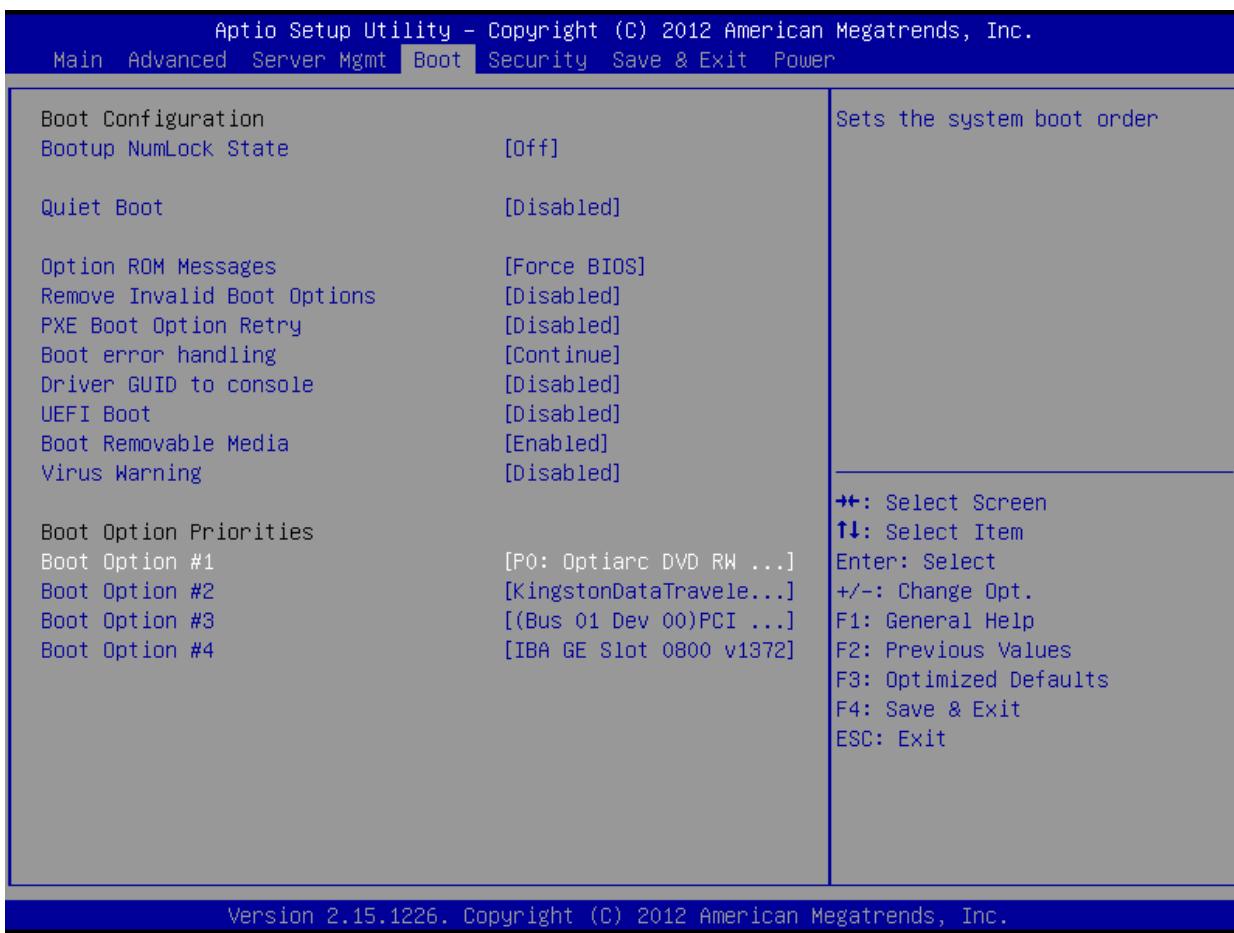 Aptio Setup Utility – Copyright (C) 2012 American Megatrends, Inc.
Main Advanced Server Mgmt Boot Security Save & Exit Power
Boot Configuration
Bootup NumLock State [Off]
Quiet Boot [Disabled]
Option ROM Messages [Force BIOS]
Remove Invalid Boot Options [Disabled]
PXE Boot Option Retry [Disabled]
Boot error handling [Continue]
Driver GUID to console [Disabled]
UEFI Boot [Disabled]
Boot Removable Media [Enabled]
Virus Warning [Disabled]
Boot Option Priorities
Boot Option #1 [P0: Optiarc DVD RW ...]
Boot Option #2 [KingstonDataTravele...]
Boot Option #3 [(Bus 01 Dev 00)PCI ...]
Boot Option #4 [IBA GE Slot 0800 v1372]
Sets the system boot order
→←: Select Screen
↑↓: Select Item
Enter: Select
+/-: Change Opt.
F1: General Help
F2: Previous Values
F3: Optimized Defaults
F4: Save & Exit
ESC: Exit
Version 2.15.1226. Copyright (C) 2012 American Megatrends, Inc.